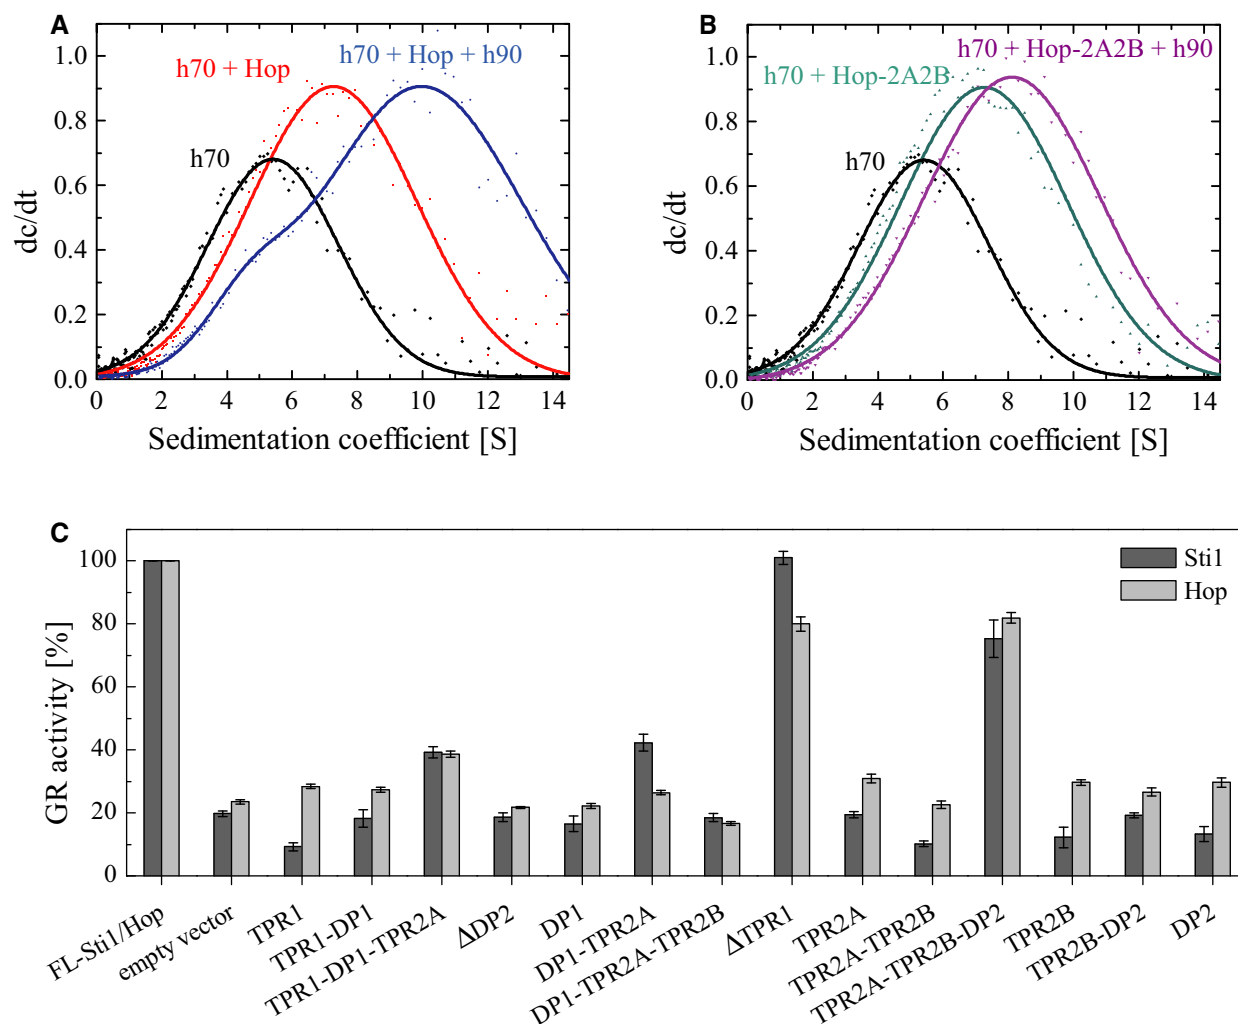 A
h70 + Hop
h70 + Hop + h90
h70
dc/dt
1.0
0.8
0.6
0.4
0.2
0.0
0 2 4 6 8 10 12 14
Sedimentation coefficient [S]
B
h70 + Hop-2A2B + h90
h70 + Hop-2A2B
h70
dc/dt
1.0
0.8
0.6
0.4
0.2
0.0
0 2 4 6 8 10 12 14
Sedimentation coefficient [S]
C
Sti1
Hop
GR activity [%]
100
80
60
40
20
0
FL-Sti1/Hop
empty vector
TPR1
TPR1-DP1
TPR1-DP1-TPR2A
ΔDP2
DP1
DP1-TPR2A
DP1-TPR2A-TPR2B
ΔTPR1
TPR2A
TPR2A-TPR2B
TPR2A-TPR2B-DP2
TPR2B
TPR2B-DP2
DP2